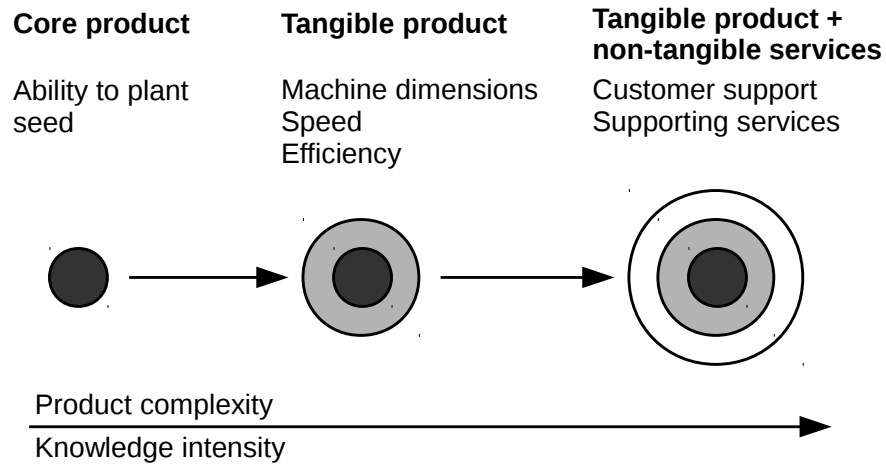 Core product
Ability to plant
seed
Tangible product
Machine dimensions
Speed
Efficiency
Tangible product +
non-tangible services
Customer support
Supporting services
Product complexity
Knowledge intensity